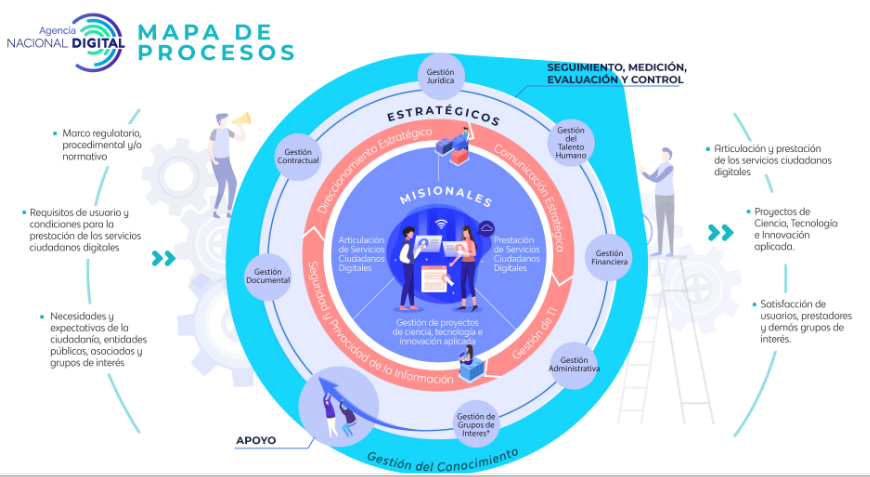 Agencia
NACIONAL DIGITAL
MAPA DE
PROCESOS
SEGUIMIENTO, MEDICIÓN,
EVALUACIÓN Y CONTROL
Marco regulatorio,
procedimental y/o
normativo
Requisitos de usuario y
condiciones para la
prestación de los servicios
ciudadanos digitales
Necesidades y
expectativas de la
ciudadanía, entidades
públicas, asociados y
grupos de interés
Gestión
Jurídica
Gestión
Contractual
Gestión
Documental
Gestión
del
Talento
Humano
Gestión
Financiera
Gestión
Administrativa
Gestión de
Grupos de
Interes*
ESTRATÉGICOS
Direccionamiento Estratégico
Comunicación Estratégica
Gestión de TI
Seguridad y Privacidad de la Información
MISIONALES
Articulación
de Servicios
Ciudadanos
Digitales
Prestación
de Servicios
Ciudadanos
Digitales
Gestión de proyectos
de ciencia, tecnología e
innovación aplicada
APOYO
Gestión del Conocimiento
Articulación y prestación
de los servicios ciudadanos
digitales
Proyectos de
Ciencia, Tecnología
e Innovación
aplicada.
Satisfacción de
usuarios, prestadores
y demás grupos de
interés.